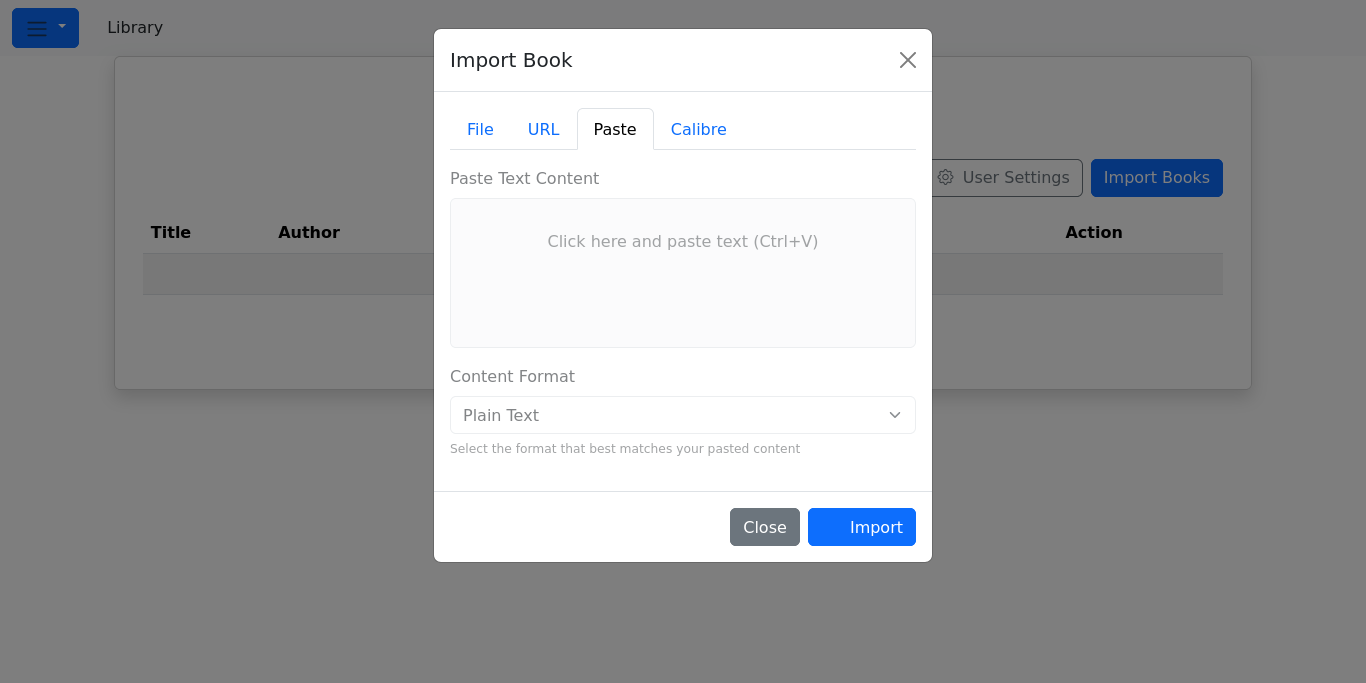 Library
Import Book
File URL Paste Calibre
Paste Text Content
User Settings Import Books
Click here and paste text (Ctrl+V)
Title Author Action
Content Format
Plain Text
Select the format that best matches your pasted content
Close Import